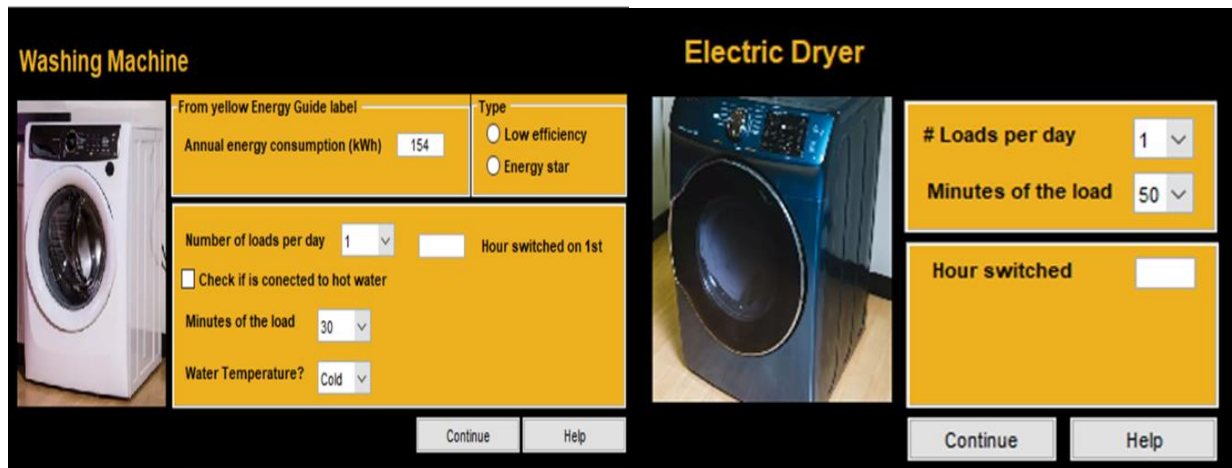 Washing Machine
From yellow Energy Guide label
Annual energy consumption (kWh) 154
Type
Low efficiency
Energy star
Number of loads per day 1 Hour switched on 1st
Check if is conected to hot water
Minutes of the load 30
Water Temperature? Cold
Continue Help
Electric Dryer
# Loads per day 1
Minutes of the load 50
Hour switched
Continue Help